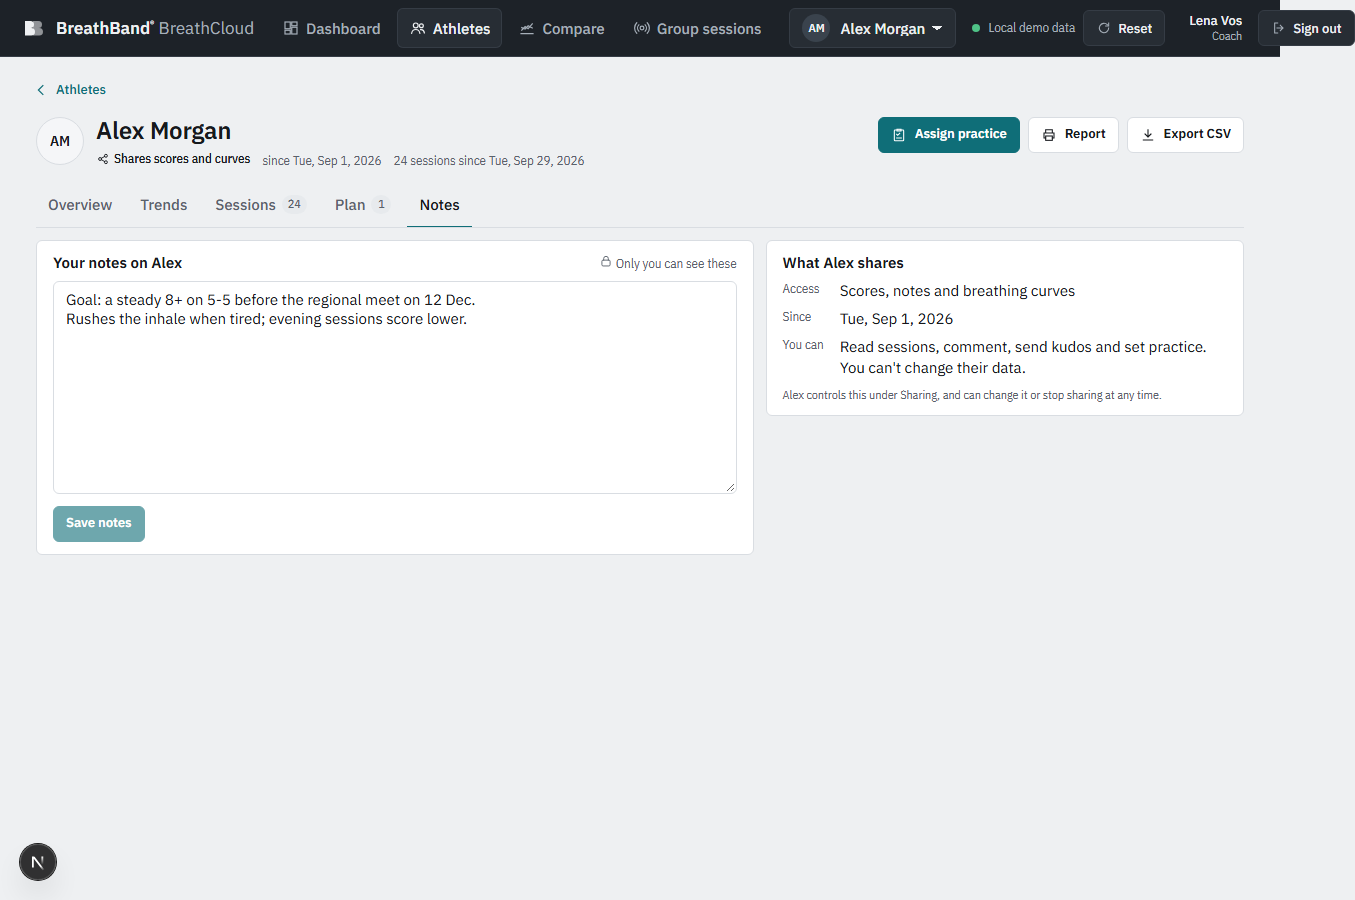 BreathBand® BreathCloud
Dashboard
Athletes
Compare
Group sessions
AM Alex Morgan
Local demo data
Reset
Lena Vos
Coach
Sign out
Athletes
AM
Alex Morgan
Shares scores and curves since Tue, Sep 1, 2026 24 sessions since Tue, Sep 29, 2026
Assign practice
Report
Export CSV
Overview
Trends
Sessions 24
Plan 1
Notes
Your notes on Alex
Only you can see these
Goal: a steady 8+ on 5-5 before the regional meet on 12 Dec.
Rushes the inhale when tired; evening sessions score lower.
Save notes
What Alex shares
Access Scores, notes and breathing curves
Since Tue, Sep 1, 2026
You can Read sessions, comment, send kudos and set practice.
You can't change their data.
Alex controls this under Sharing, and can change it or stop sharing at any time.
N